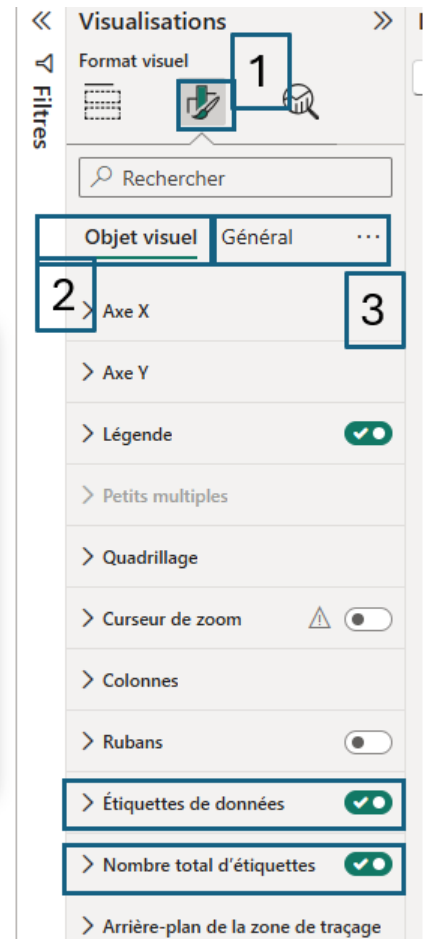 Visualisations
Format visuel
1
Filtres
Rechercher
Objet visuel Général ...
2
3
Axe X
Axe Y
Légende
Petits multiples
Quadrillage
Curseur de zoom
Colonnes
Rubans
Étiquettes de données
Nombre total d'étiquettes
Arrière-plan de la zone de traçage